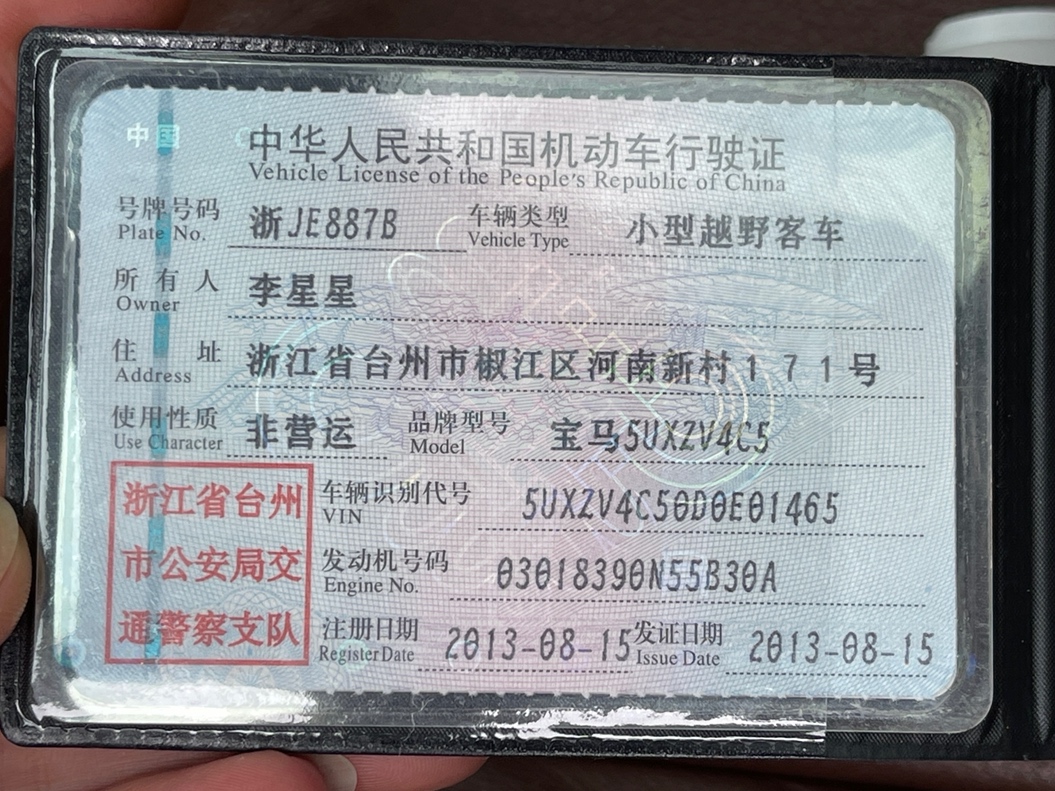 中国
中华人民共和国机动车行驶证
Vehicle License of the People's Republic of China
号牌号码 浙JE887B 车辆类型 小型越野客车
Plate No. Vehicle Type
所有人 李星星
Owner
住址 浙江省台州市椒江区河南新村171号
Address
使用性质 非营运 品牌型号 宝马5UXZV4C5
Use Character Model
浙江省台州
市公安局交
通警察支队
车辆识别代号 5UXZV4C50D0E01465
VIN
发动机号码 03018390N55B30A
Engine No.
注册日期 2013-08-15 发证日期 2013-08-15
Register Date Issue Date